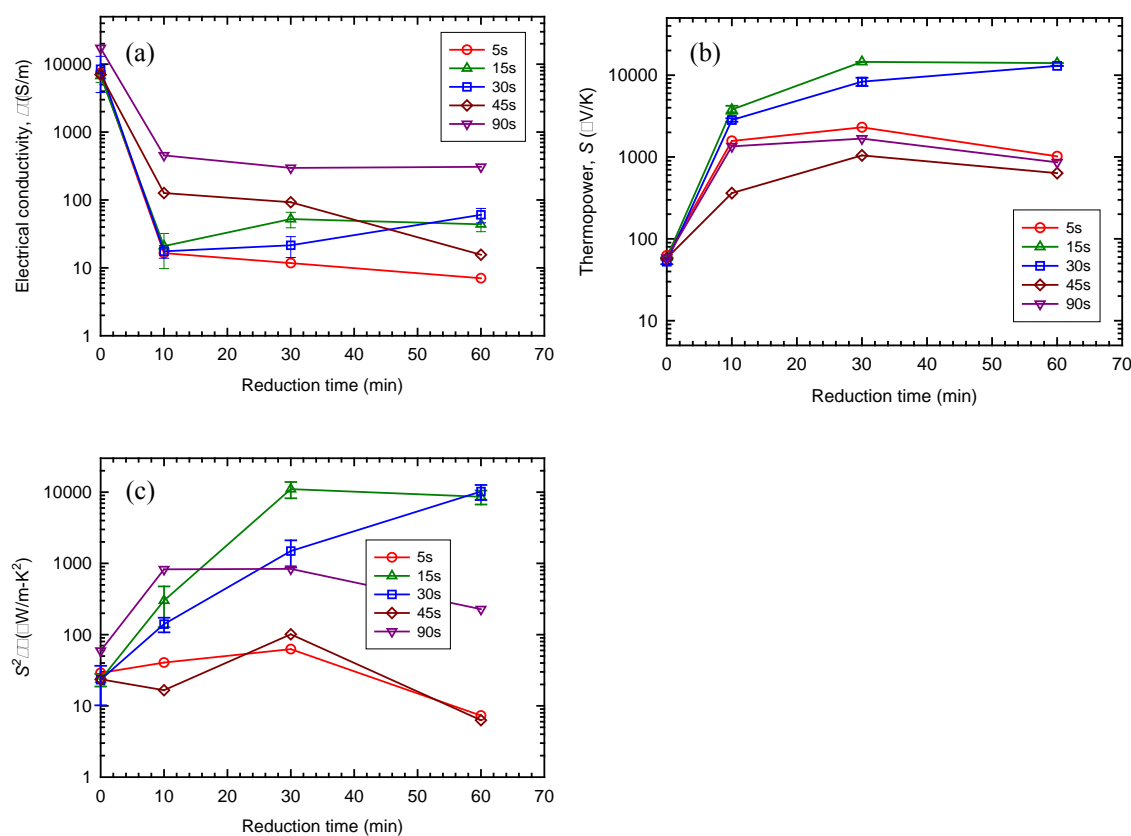 (a)
Electrical conductivity, □(S/m)
10000
1000
100
10
1
0 10 20 30 40 50 60 70
Reduction time (min)
5s
15s
30s
45s
90s
(b)
Thermopower, S (□V/K)
10000
1000
100
10
0 10 20 30 40 50 60 70
Reduction time (min)
5s
15s
30s
45s
90s
(c)
S²□□(□W/m-K²)
10000
1000
100
10
1
0 10 20 30 40 50 60 70
Reduction time (min)
5s
15s
30s
45s
90s